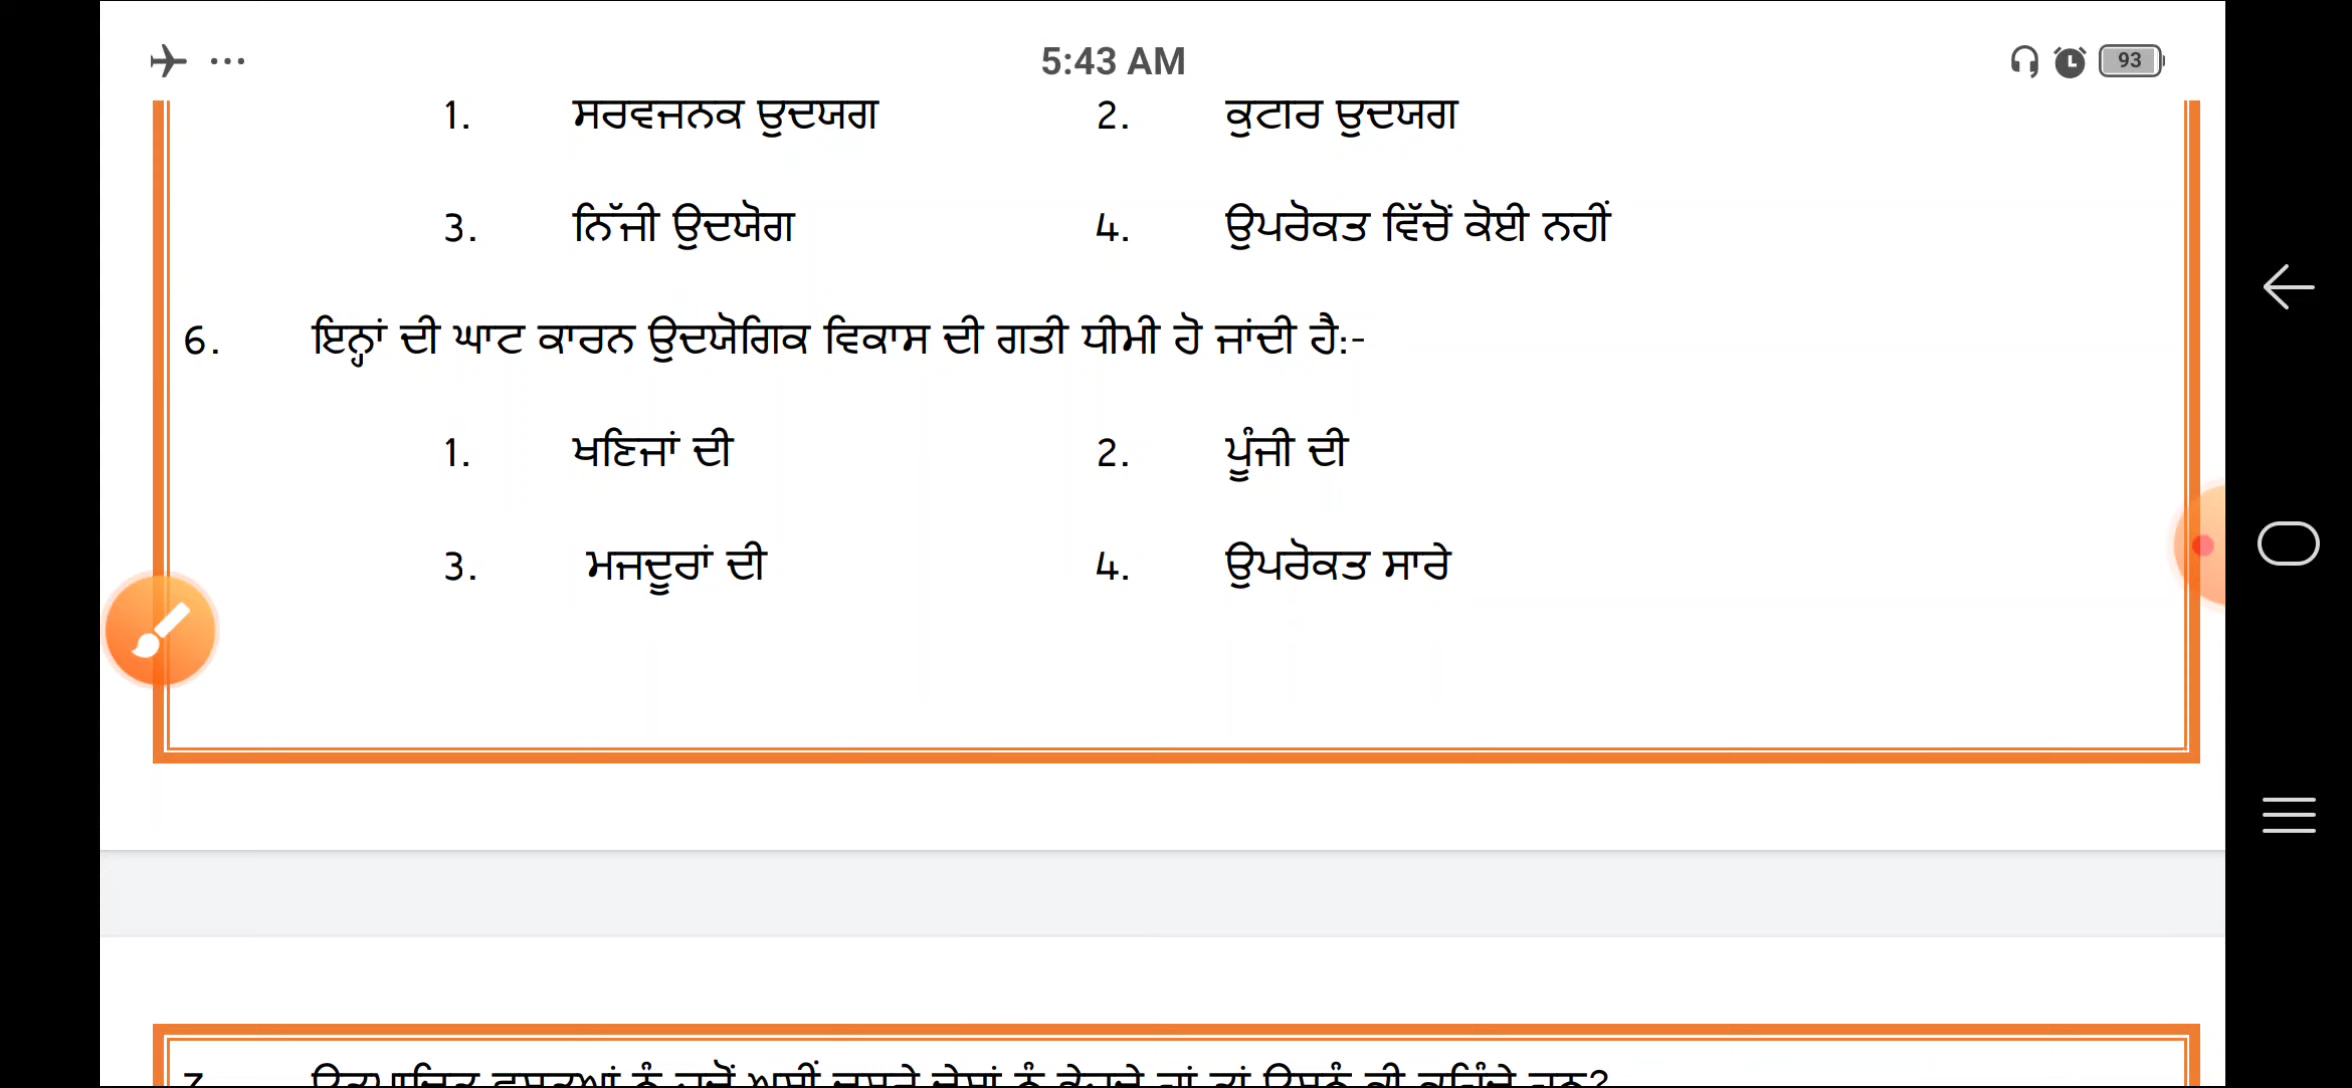 5:43 AM
93
1. ਸਰਵਜਨਕ ਉਦਯਗ 2. ਕੁਟਾਰ ਉਦਯਗ
3. ਨਿੱਜੀ ਉਦਯੋਗ 4. ਉਪਰੋਕਤ ਵਿੱਚੋਂ ਕੋਈ ਨਹੀਂ
6. ਇਨ੍ਹਾਂ ਦੀ ਘਾਟ ਕਾਰਨ ਉਦਯੋਗਿਕ ਵਿਕਾਸ ਦੀ ਗਤੀ ਧੀਮੀ ਹੋ ਜਾਂਦੀ ਹੈ:-
1. ਖਣਿਜਾਂ ਦੀ 2. ਪੂੰਜੀ ਦੀ
3. ਮਜਦੂਰਾਂ ਦੀ 4. ਉਪਰੋਕਤ ਸਾਰੇ